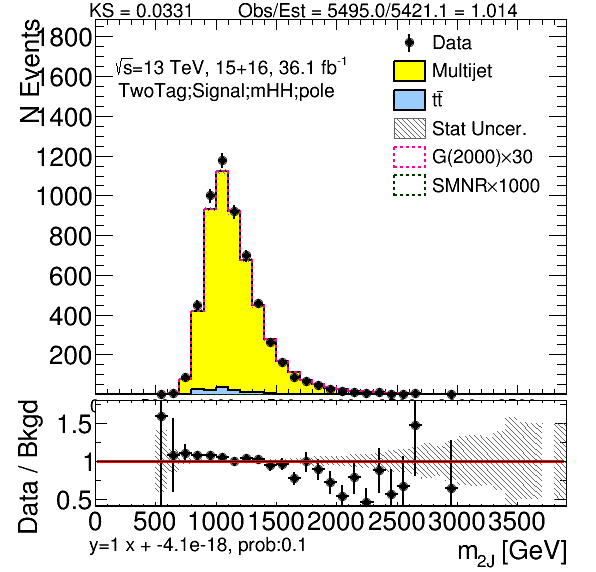 KS = 0.0331 Obs/Est = 5495.0/5421.1 = 1.014
N Events
1800
1600
1400
1200
1000
800
600
400
200
√s=13 TeV, 15+16, 36.1 fb⁻¹
TwoTag;Signal;mHH;pole
Data
Multijet
tt̄
Stat Uncer.
G(2000)×30
SMNR×1000
Data / Bkgd
1.5
1
0.5
0 500 1000 1500 2000 2500 3000 3500
y=1 x + -4.1e-18, prob:0.1
m2J [GeV]